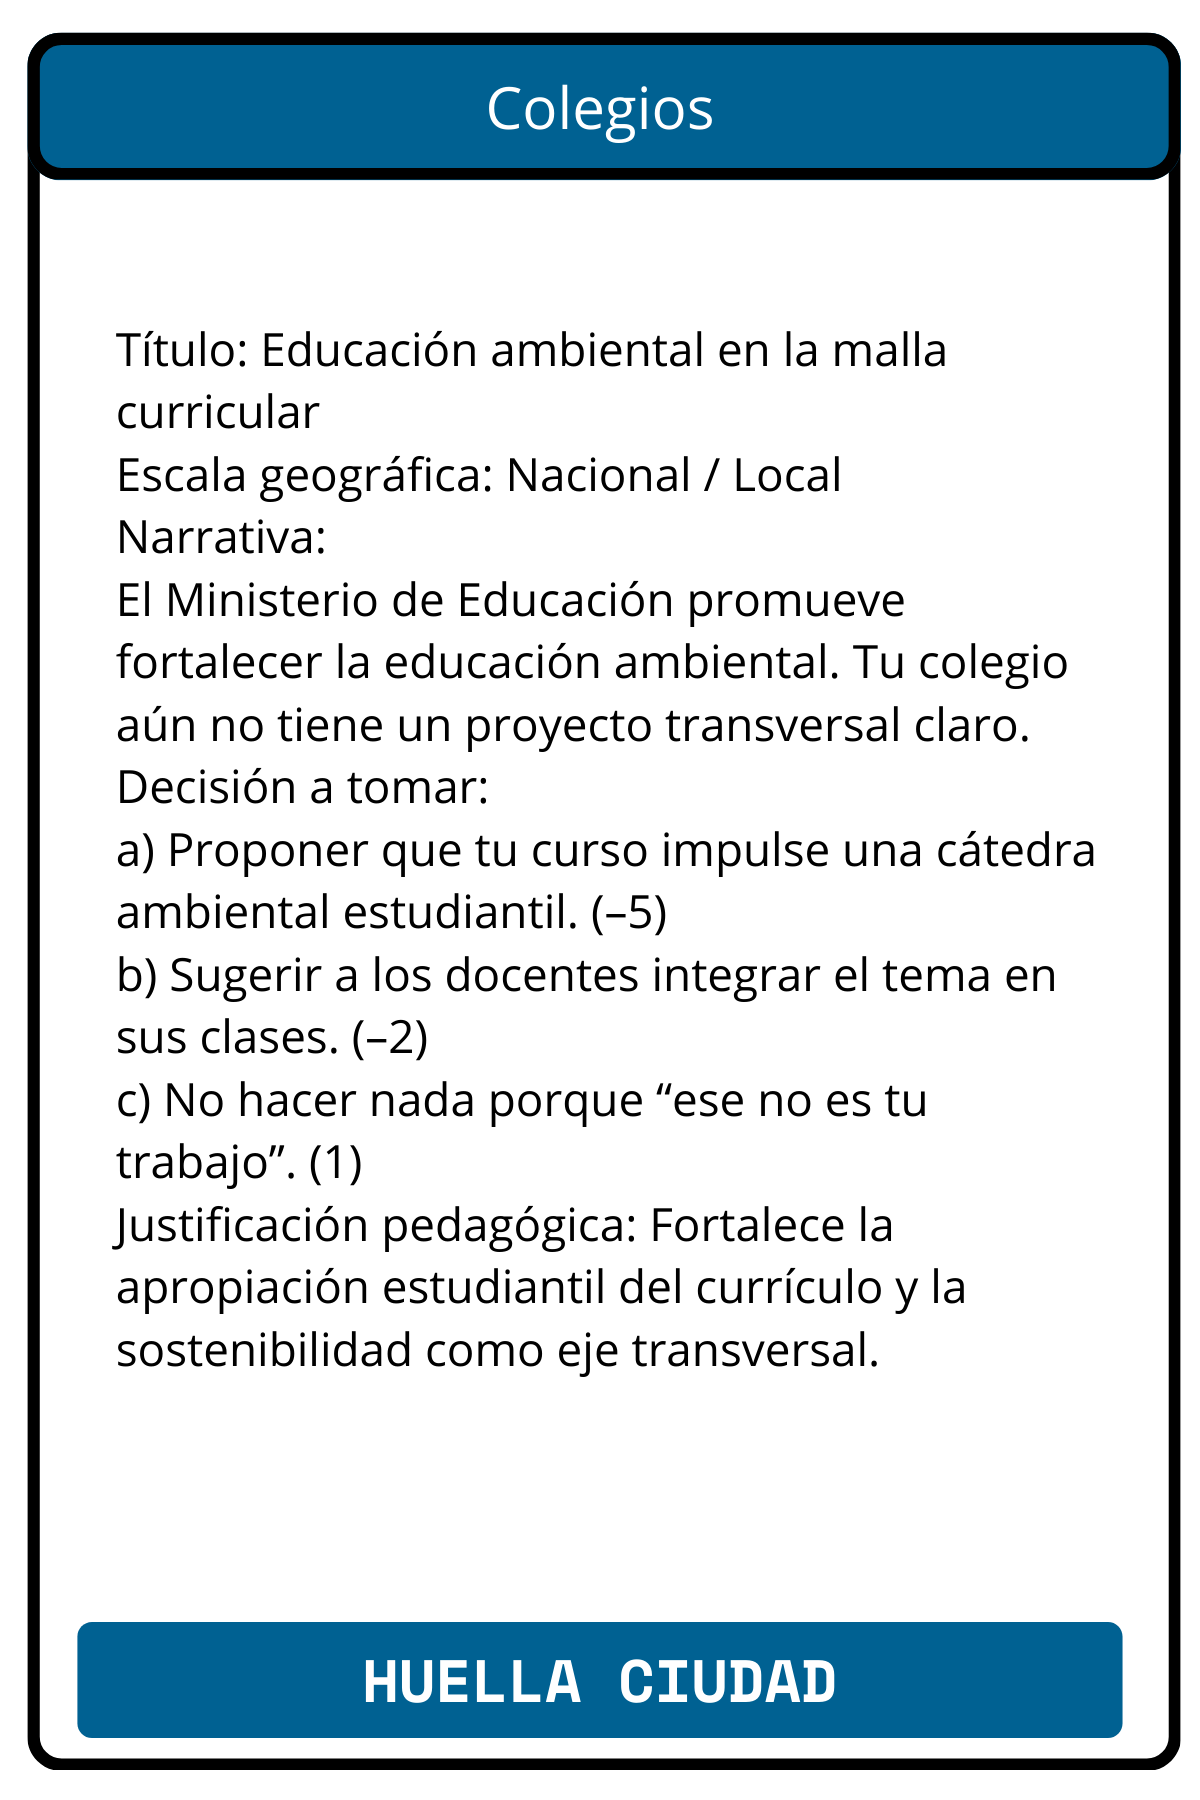 Colegios
Título: Educación ambiental en la malla
curricular
Escala geográfica: Nacional / Local
Narrativa:
El Ministerio de Educación promueve
fortalecer la educación ambiental. Tu colegio
aún no tiene un proyecto transversal claro.
Decisión a tomar:
a) Proponer que tu curso impulse una cátedra
ambiental estudiantil. (–5)
b) Sugerir a los docentes integrar el tema en
sus clases. (–2)
c) No hacer nada porque “ese no es tu
trabajo”. (1)
Justificación pedagógica: Fortalece la
apropiación estudiantil del currículo y la
sostenibilidad como eje transversal.
HUELLA CIUDAD